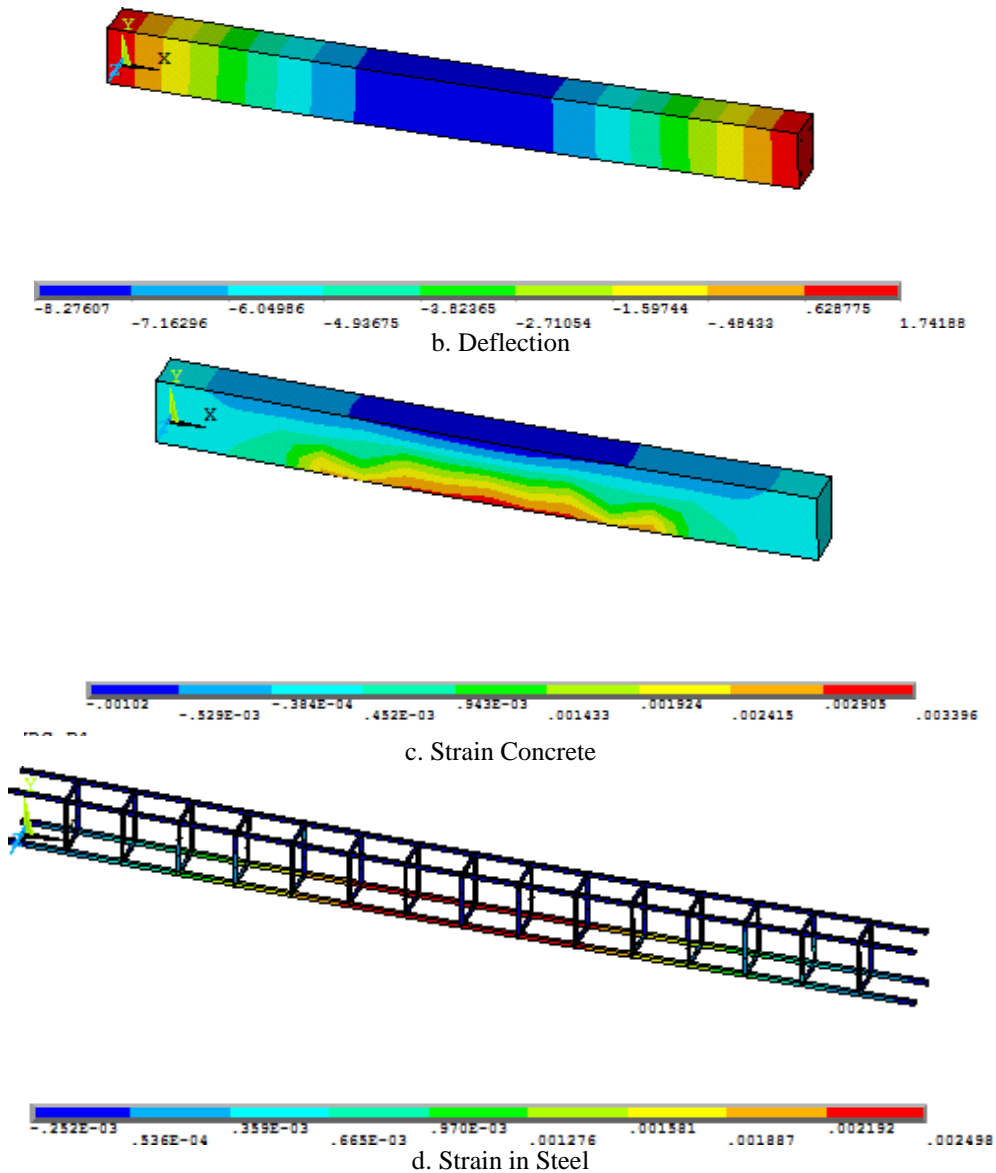 Y
X
Z
-8.27607 -6.04986 -3.82365 -1.59744 .628775
-7.16296 -4.93675 -2.71054 -.48433 1.74188
b. Deflection
Y
X
-.00102 -.384E-04 .943E-03 .001924 .002905
-.529E-03 .452E-03 .001433 .002415 .003396
c. Strain Concrete
Y
-.252E-03 .359E-03 .970E-03 .001581 .002192
.536E-04 .665E-03 .001276 .001887 .002498
d. Strain in Steel